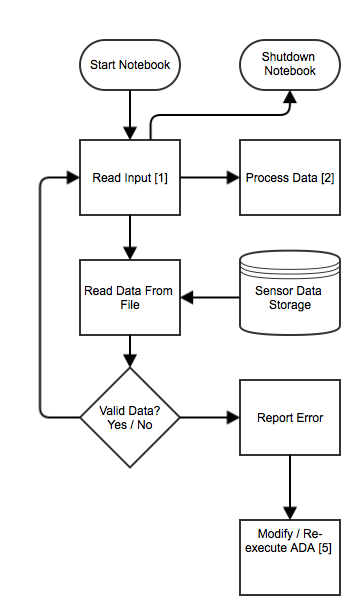 Start Notebook
Shutdown
Notebook
Read Input [1]
Process Data [2]
Read Data From
File
Sensor Data
Storage
Valid Data?
Yes / No
Report Error
Modify / Re-
execute ADA [5]